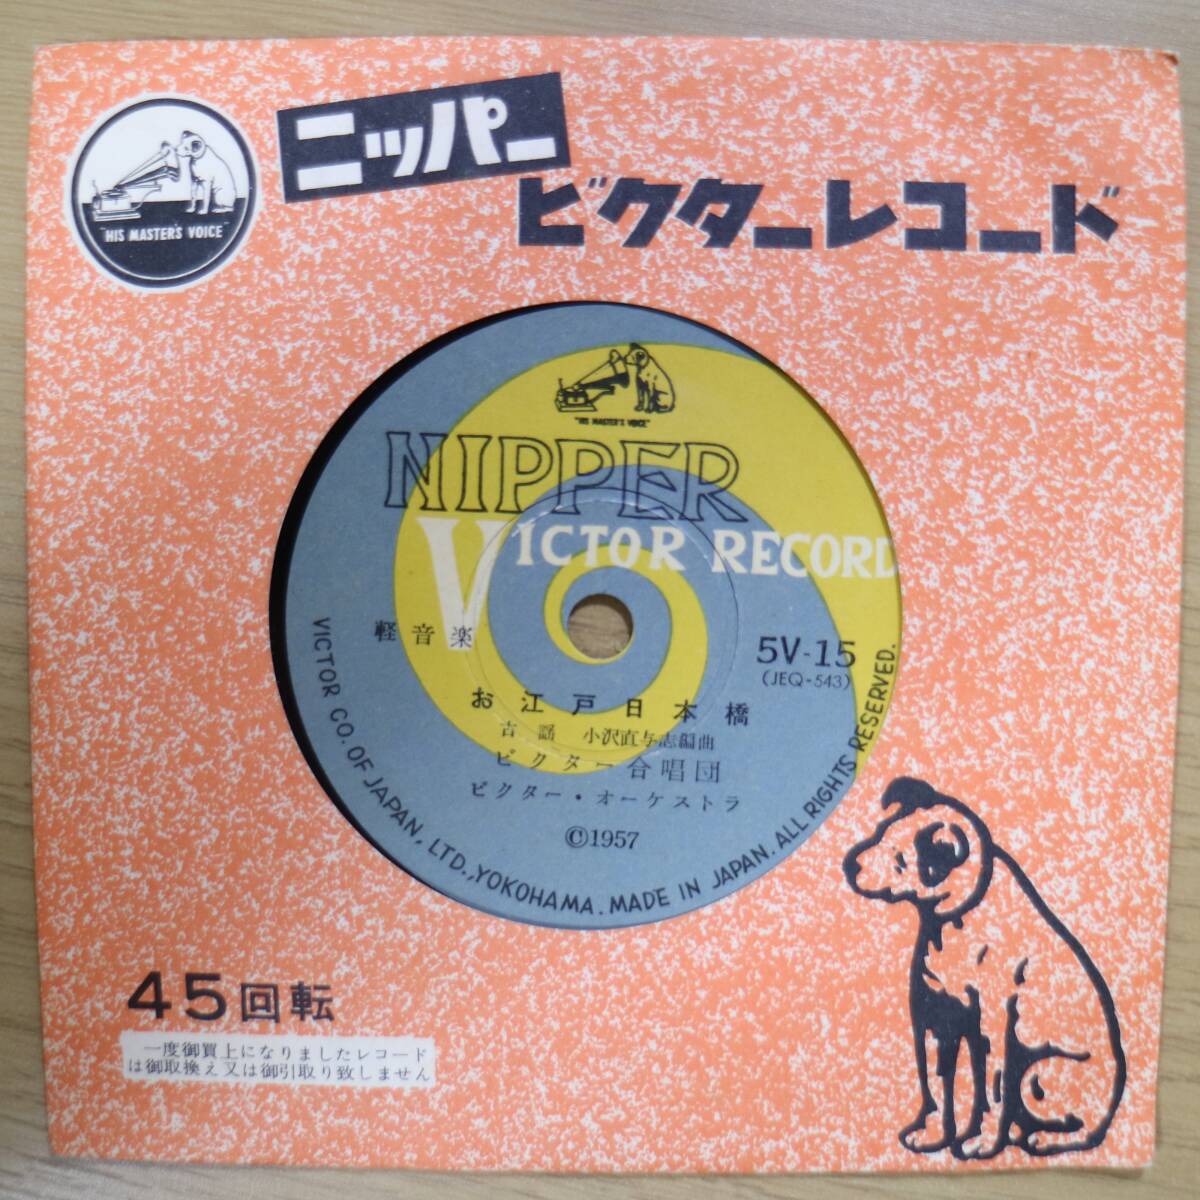 ニッパー
ビクターレコード
"HIS MASTER'S VOICE"
"HIS MASTER'S VOICE"
NIPPER
VICTOR RECORD
軽音楽
5V-15
(JEQ-543)
お江戸日本橋
古謡 小沢直与志編曲
ビクター合唱団
ビクター・オーケストラ
©1957
VICTOR CO. OF JAPAN, LTD., YOKOHAMA. MADE IN JAPAN. ALL RIGHTS RESERVED.
45回転
一度御買上になりましたレコード
は御取換え又は御引取り致しません